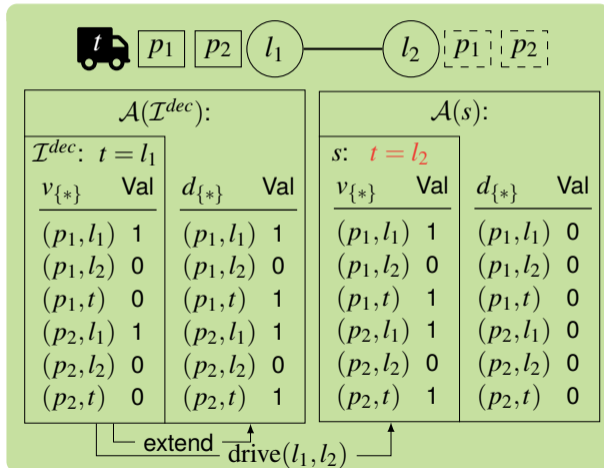 t p₁ p₂ l₁ l₂ p₁ p₂
𝒜(ℐ^{dec}): 𝒜(s):
ℐ^{dec}: t = l₁ s: t = l₂
v_{{*}} Val d_{{*}} Val v_{{*}} Val d_{{*}} Val
(p₁, l₁) 1 (p₁, l₁) 1 (p₁, l₁) 1 (p₁, l₁) 0
(p₁, l₂) 0 (p₁, l₂) 0 (p₁, l₂) 0 (p₁, l₂) 0
(p₁, t) 0 (p₁, t) 1 (p₁, t) 1 (p₁, t) 0
(p₂, l₁) 1 (p₂, l₁) 1 (p₂, l₁) 1 (p₂, l₁) 0
(p₂, l₂) 0 (p₂, l₂) 0 (p₂, l₂) 0 (p₂, l₂) 0
(p₂, t) 0 (p₂, t) 1 (p₂, t) 1 (p₂, t) 0
extend
drive(l₁, l₂)